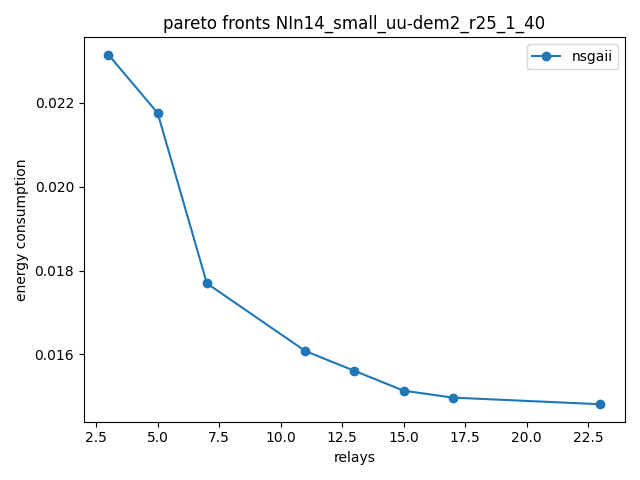 pareto fronts NIn14_small_uu-dem2_r25_1_40
nsgaii
energy consumption
0.022
0.020
0.018
0.016
2.5 5.0 7.5 10.0 12.5 15.0 17.5 20.0 22.5
relays